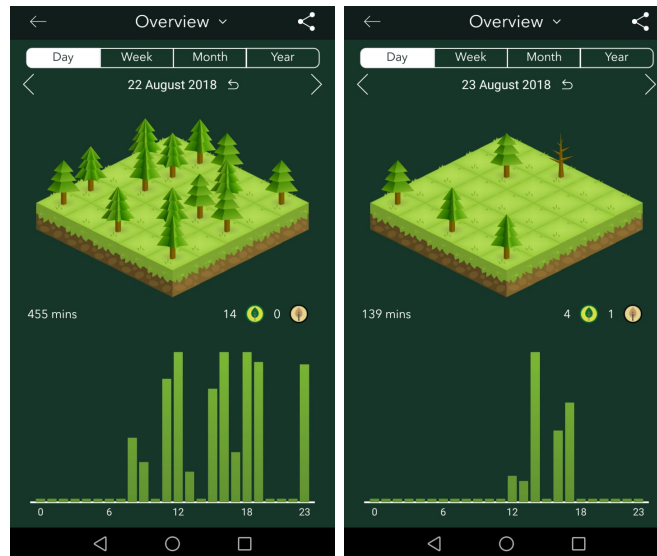 Overview
Day Week Month Year
22 August 2018
455 mins 14 0
0 6 12 18 23
Overview
Day Week Month Year
23 August 2018
139 mins 4 1
0 6 12 18 23